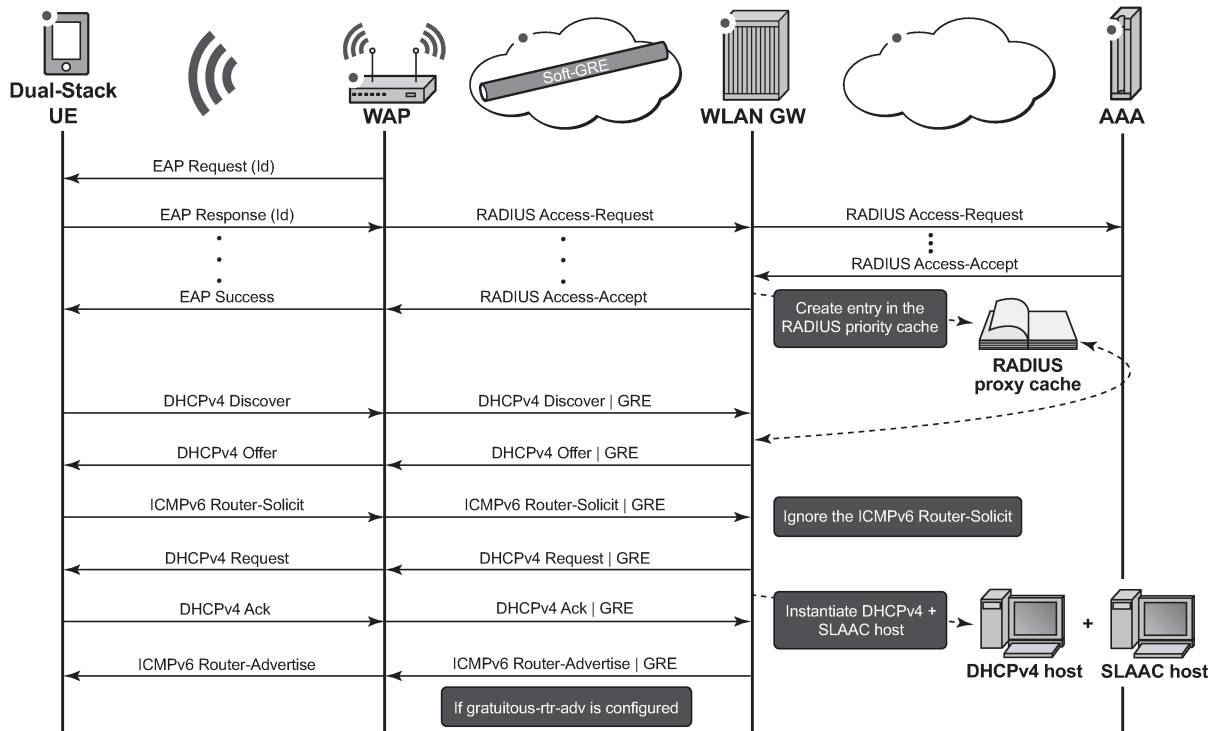 Soft-GRE
Dual-Stack
UE
WAP
WLAN GW
AAA
EAP Request (Id)
EAP Response (Id)
RADIUS Access-Request
RADIUS Access-Request
RADIUS Access-Accept
EAP Success
RADIUS Access-Accept
Create entry in the
RADIUS priority cache
RADIUS
proxy cache
DHCPv4 Discover
DHCPv4 Discover | GRE
DHCPv4 Offer
DHCPv4 Offer | GRE
ICMPv6 Router-Solicit
ICMPv6 Router-Solicit | GRE
Ignore the ICMPv6 Router-Solicit
DHCPv4 Request
DHCPv4 Request | GRE
DHCPv4 Ack
DHCPv4 Ack | GRE
Instantiate DHCPv4 +
SLAAC host
+
DHCPv4 host
SLAAC host
ICMPv6 Router-Advertise
ICMPv6 Router-Advertise | GRE
If gratuitous-rtr-adv is configured